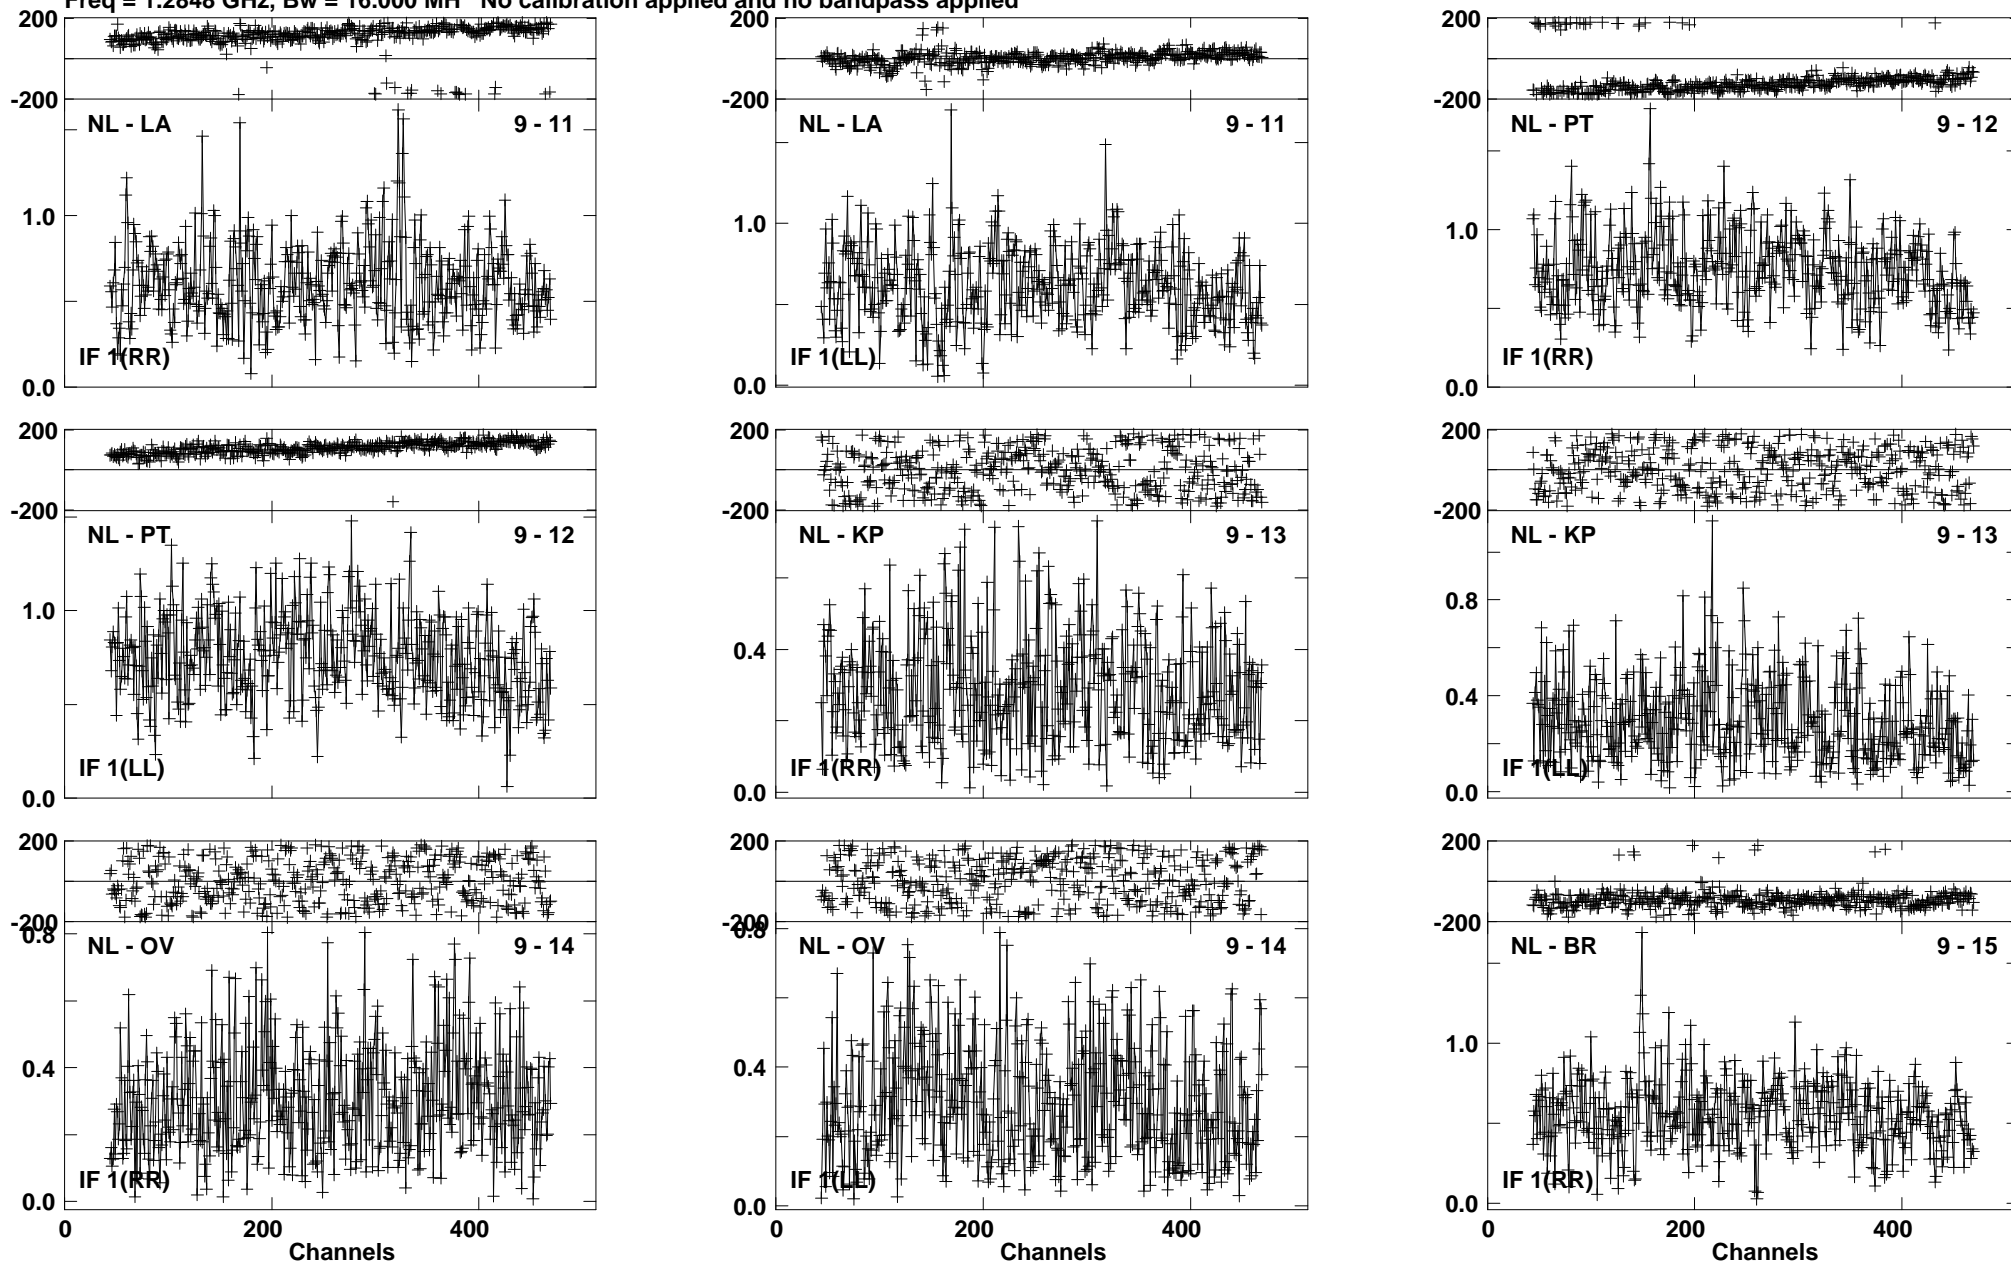 Freq = 1.2848 GHz, Bw = 16.000 MH No calibration applied and no bandpass applied
200 200 200
-200 -200 -200
NL - LA 9 - 11 NL - LA 9 - 11 NL - PT 9 - 12
1.0 1.0 1.0
IF 1(RR) IF 1(LL) IF 1(RR)
0.0 0.0 0.0
200 200 200
-200 -200 -200
NL - PT 9 - 12 NL - KP 9 - 13 NL - KP 9 - 13
1.0 0.4 0.8
0.4
IF 1(LL) IF 1(RR) IF 1(LL)
0.0 0.0 0.0
200 200 200
-200 -200 -200
0.8 0.8
NL - OV 9 - 14 NL - OV 9 - 14 NL - BR 9 - 15
0.4 0.4 1.0
IF 1(RR) IF 1(LL) IF 1(RR)
0.0 0.0 0.0
0 200 400 0 200 400 0 200 400
Channels Channels Channels